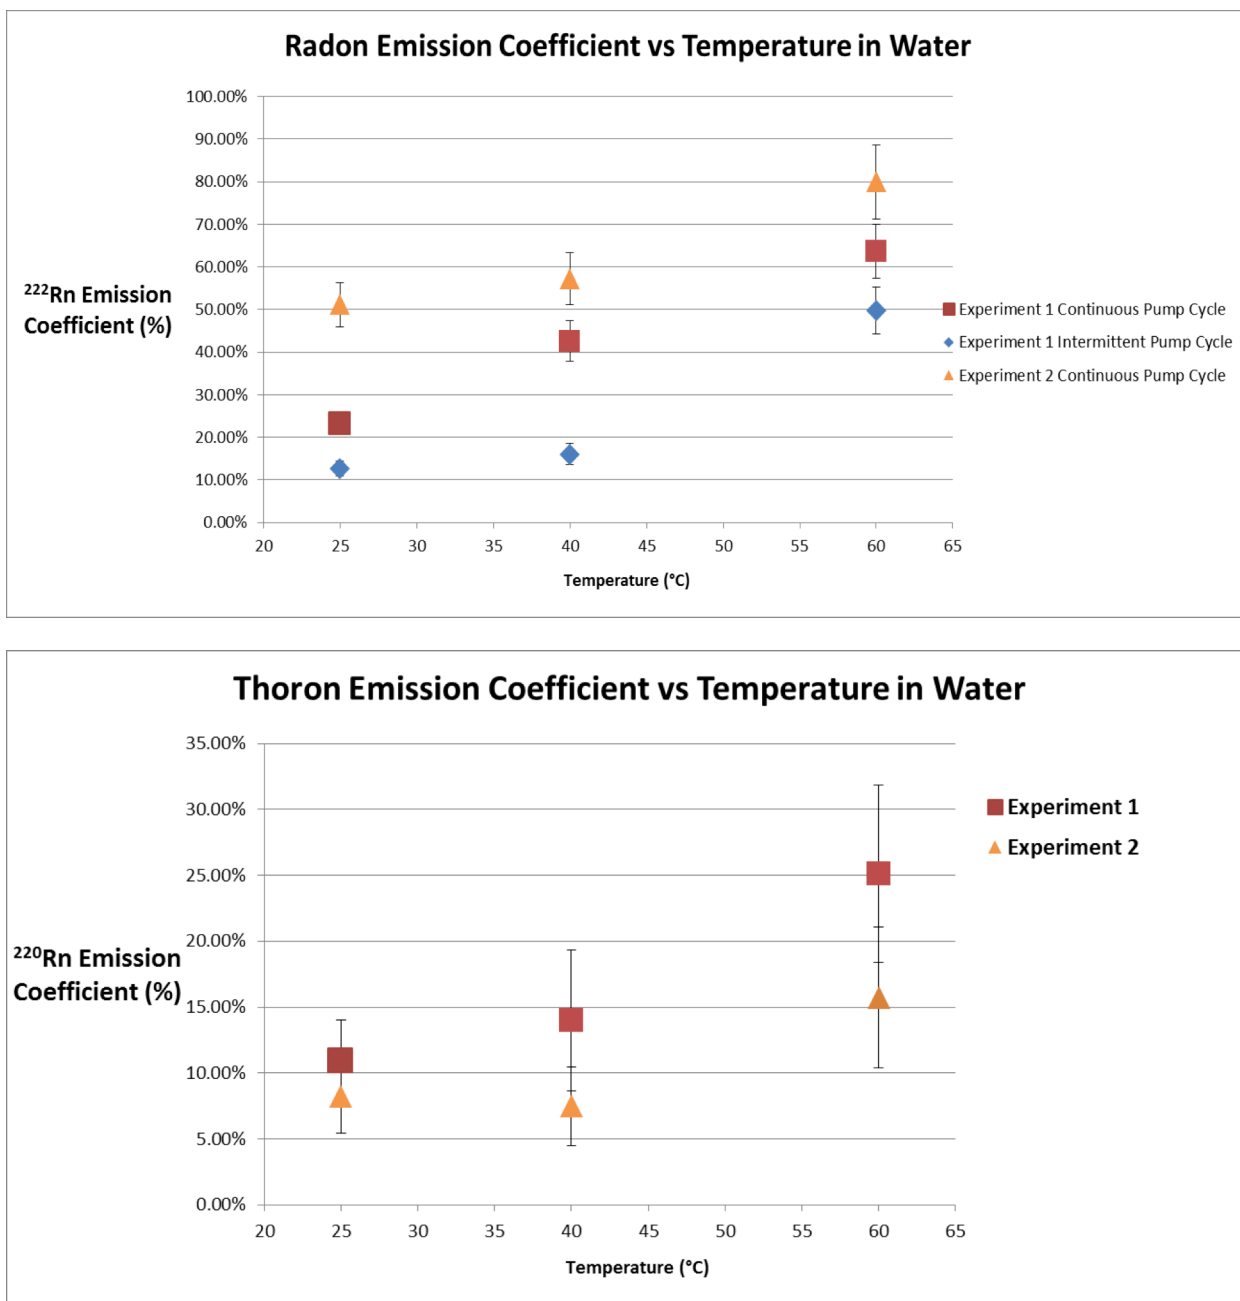 Radon Emission Coefficient vs Temperature in Water
100.00%
90.00%
80.00%
70.00%
60.00%
50.00%
40.00%
30.00%
20.00%
10.00%
0.00%
²²²Rn Emission
Coefficient (%)
20 25 30 35 40 45 50 55 60 65
Temperature (°C)
Experiment 1 Continuous Pump Cycle
Experiment 1 Intermittent Pump Cycle
Experiment 2 Continuous Pump Cycle
Thoron Emission Coefficient vs Temperature in Water
35.00%
30.00%
25.00%
20.00%
15.00%
10.00%
5.00%
0.00%
²²⁰Rn Emission
Coefficient (%)
20 25 30 35 40 45 50 55 60 65
Temperature (°C)
Experiment 1
Experiment 2